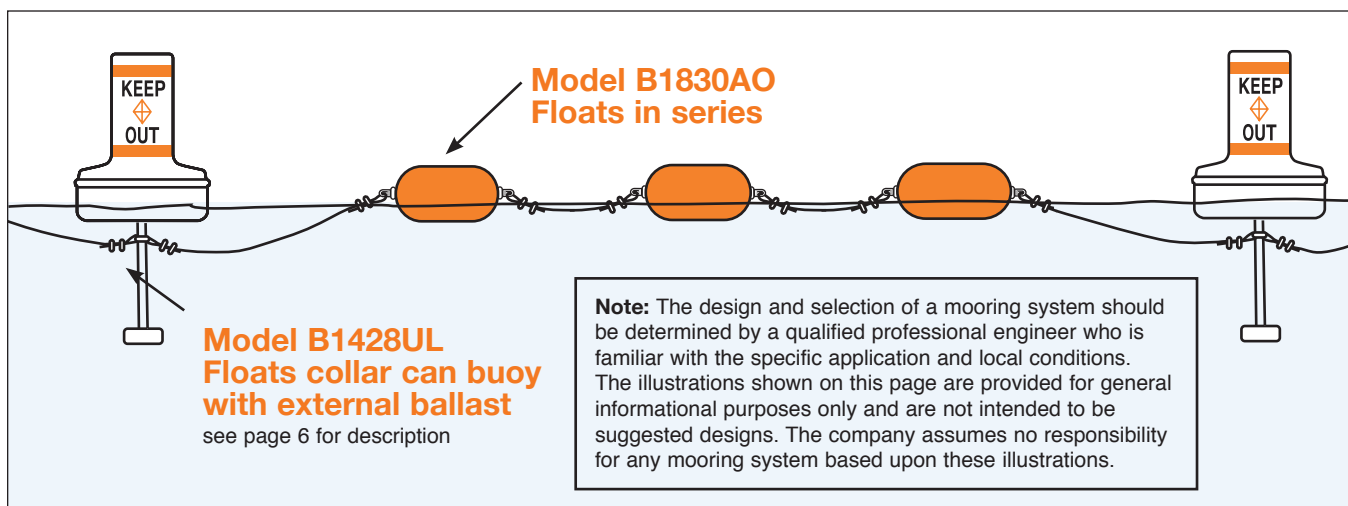 KEEP
OUT
Model B1830AO
Floats in series
KEEP
OUT
Model B1428UL
Floats collar can buoy
with external ballast
see page 6 for description
Note: The design and selection of a mooring system should
be determined by a qualified professional engineer who is
familiar with the specific application and local conditions.
The illustrations shown on this page are provided for general
informational purposes only and are not intended to be
suggested designs. The company assumes no responsibility
for any mooring system based upon these illustrations.